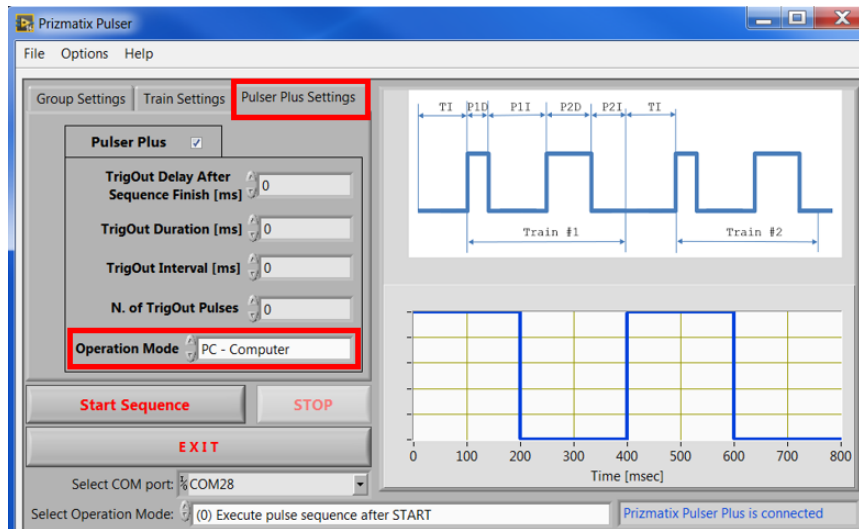 Prizmatix Pulser
File Options Help
Group Settings Train Settings Pulser Plus Settings
Pulser Plus
TrigOut Delay After
Sequence Finish [ms] 0
TrigOut Duration [ms] 0
TrigOut Interval [ms] 0
N. of TrigOut Pulses 0
Operation Mode PC - Computer
Start Sequence STOP
EXIT
Select COM port: COM28
Select Operation Mode: (0) Execute pulse sequence after START
TI P1D P1I P2D P2I TI
Train #1 Train #2
0 100 200 300 400 500 600 700 800
Time [msec]
Prizmatix Pulser Plus is connected